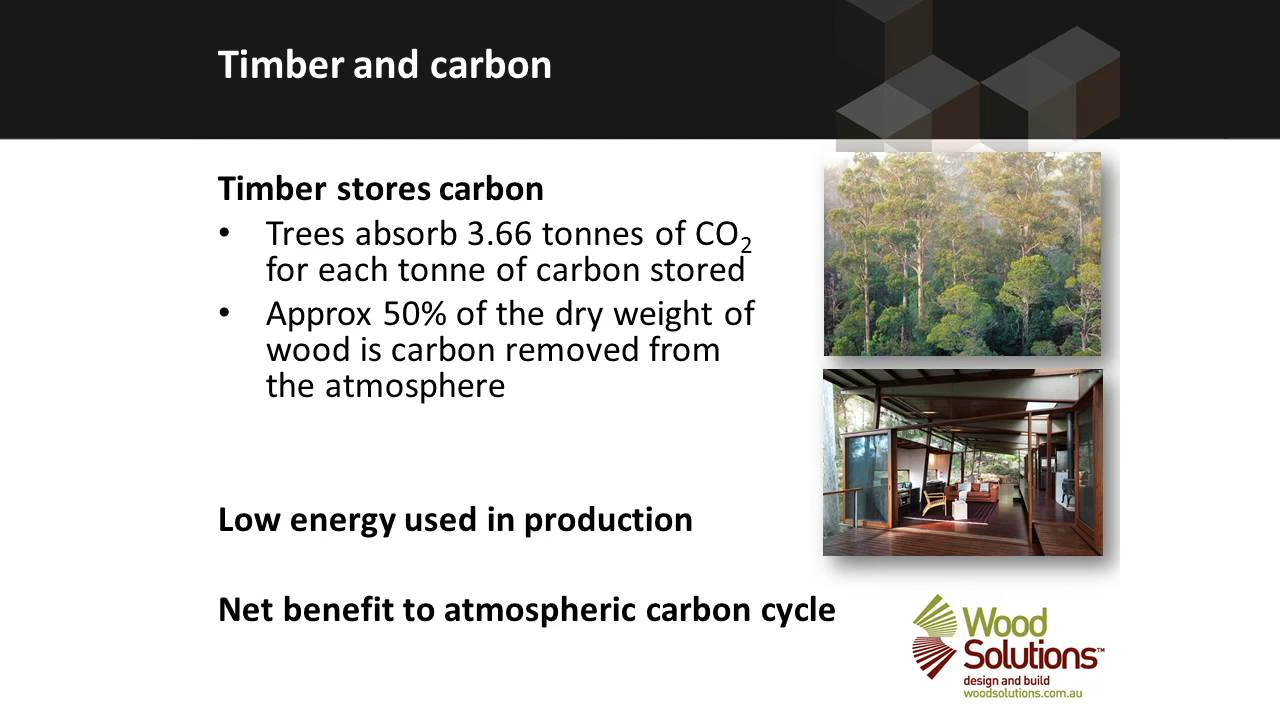 Timber and carbon
Timber stores carbon
• Trees absorb 3.66 tonnes of CO₂
for each tonne of carbon stored
• Approx 50% of the dry weight of
wood is carbon removed from
the atmosphere
Low energy used in production
Net benefit to atmospheric carbon cycle
Wood
Solutions™
design and build
woodsolutions.com.au